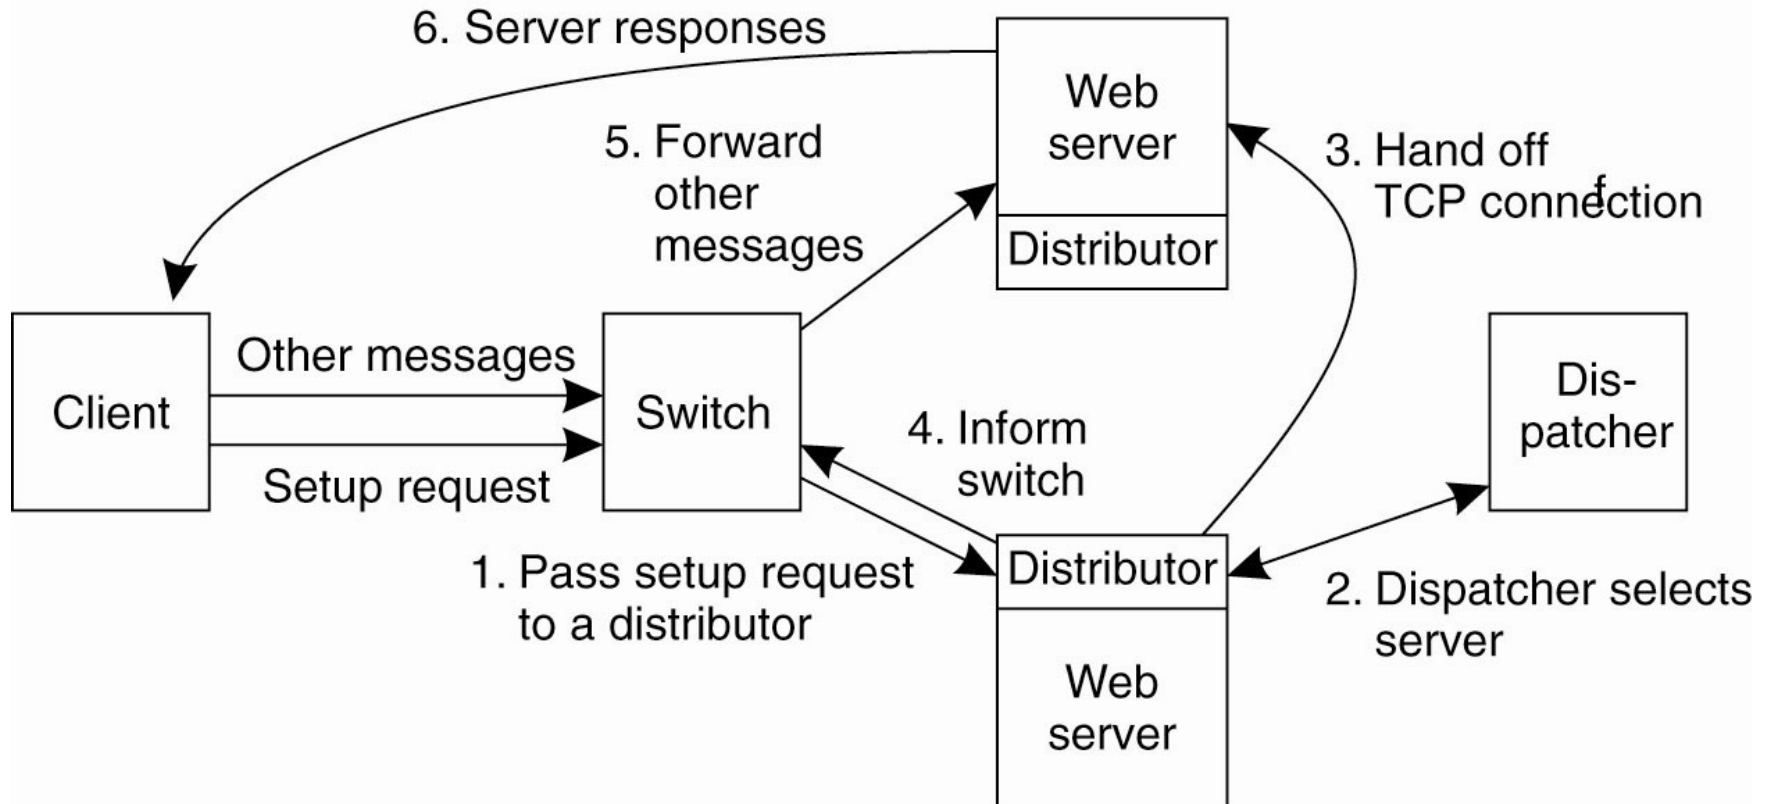 6. Server responses
Web
server
Distributor
5. Forward
other
messages
3. Hand off
TCP connection
f
Client
Other messages
Setup request
Switch
4. Inform
switch
Dis-
patcher
1. Pass setup request
to a distributor
Distributor
Web
server
2. Dispatcher selects
server